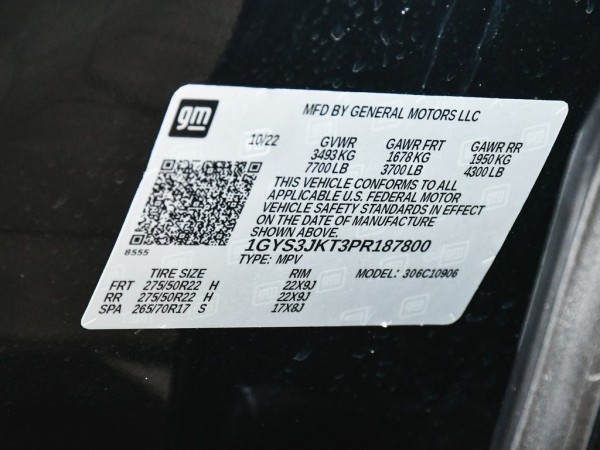 gm
MFD BY GENERAL MOTORS LLC
10/22 GVWR GAWR FRT GAWR RR
3493 KG 1678 KG 1950 KG
7700 LB 3700 LB 4300 LB
THIS VEHICLE CONFORMS TO ALL
APPLICABLE U.S. FEDERAL MOTOR
VEHICLE SAFETY STANDARDS IN EFFECT
ON THE DATE OF MANUFACTURE
SHOWN ABOVE.
1GYS3JKT3PR187800
8555
TYPE: MPV
TIRE SIZE RIM MODEL: 306C10906
FRT 275/50R22 H 22X9J
RR 275/50R22 H 22X9J
SPA 265/70R17 S 17X8J